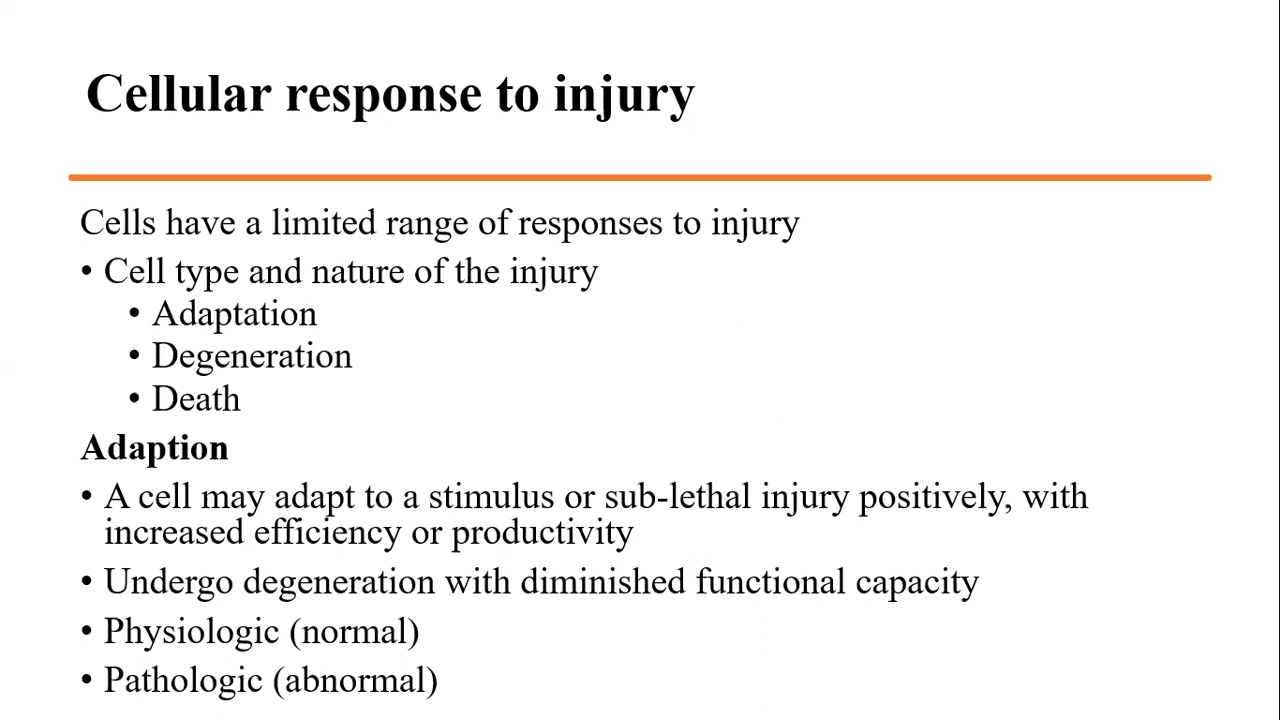 Cellular response to injury
Cells have a limited range of responses to injury
• Cell type and nature of the injury
• Adaptation
• Degeneration
• Death
Adaption
• A cell may adapt to a stimulus or sub-lethal injury positively, with
increased efficiency or productivity
• Undergo degeneration with diminished functional capacity
• Physiologic (normal)
• Pathologic (abnormal)